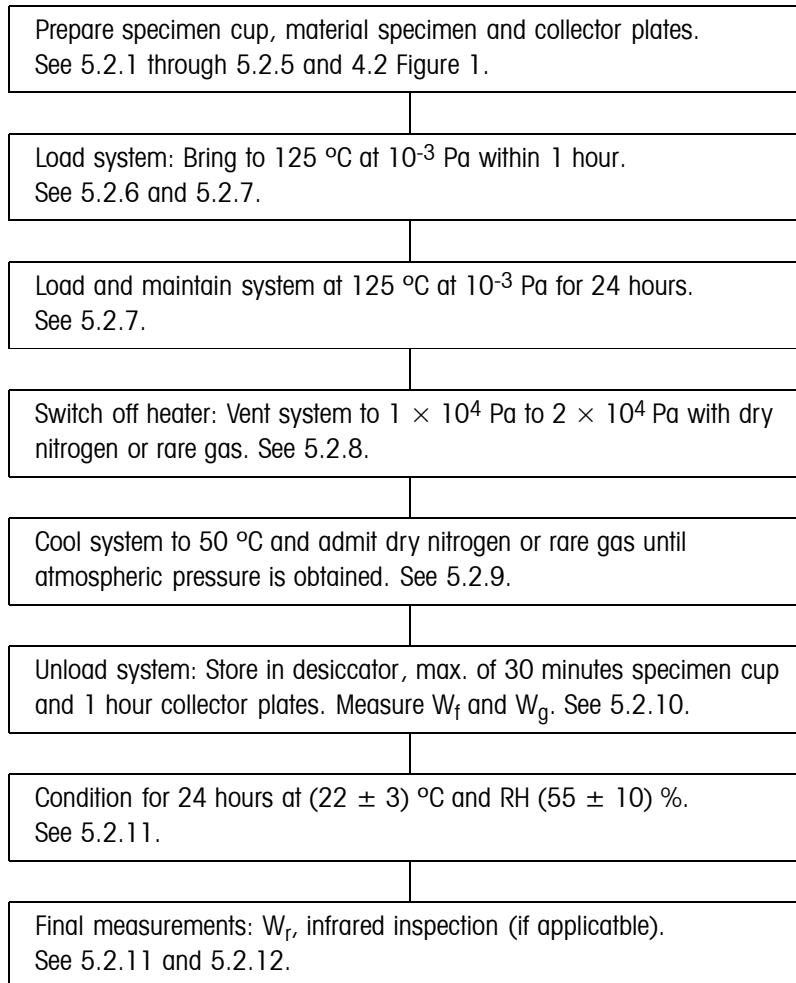 Prepare specimen cup, material specimen and collector plates.
See 5.2.1 through 5.2.5 and 4.2 Figure 1.
Load system: Bring to 125 ºC at 10-3 Pa within 1 hour.
See 5.2.6 and 5.2.7.
Load and maintain system at 125 ºC at 10-3 Pa for 24 hours.
See 5.2.7.
Switch off heater: Vent system to 1 × 104 Pa to 2 × 104 Pa with dry
nitrogen or rare gas. See 5.2.8.
Cool system to 50 ºC and admit dry nitrogen or rare gas until
atmospheric pressure is obtained. See 5.2.9.
Unload system: Store in desiccator, max. of 30 minutes specimen cup
and 1 hour collector plates. Measure Wf and Wg. See 5.2.10.
Condition for 24 hours at (22 ± 3) ºC and RH (55 ± 10) %.
See 5.2.11.
Final measurements: Wr, infrared inspection (if applicatble).
See 5.2.11 and 5.2.12.